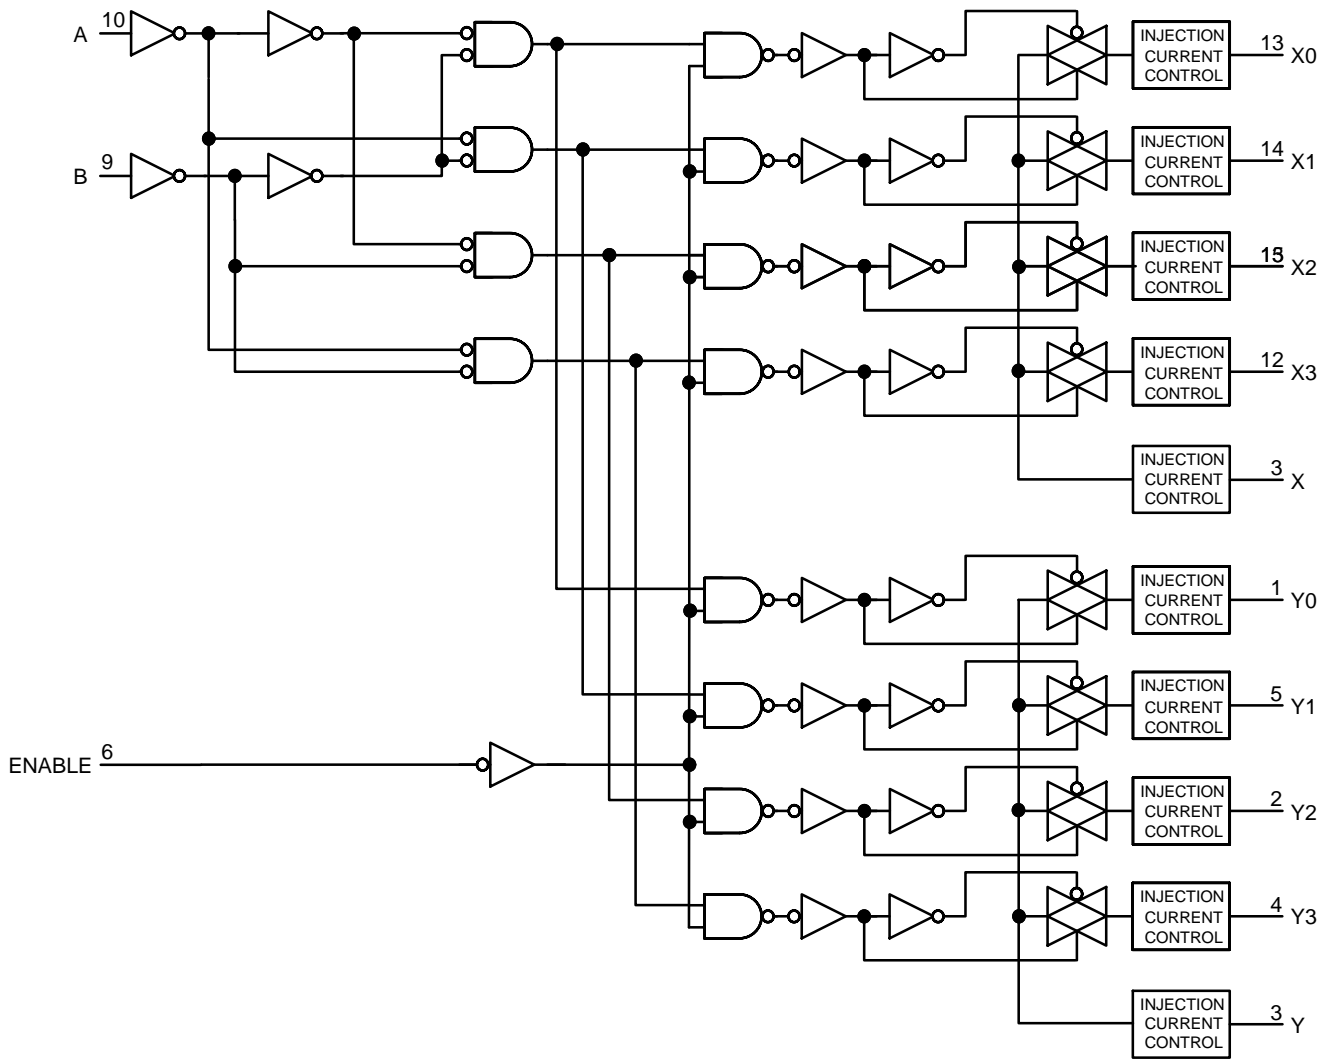 10
A
INJECTION
CURRENT
CONTROL
13
X0
9
B
INJECTION
CURRENT
CONTROL
14
X1
INJECTION
CURRENT
CONTROL
X2
INJECTION
CURRENT
CONTROL
12
X3
INJECTION
CURRENT
CONTROL
3
X
INJECTION
CURRENT
CONTROL
1
Y0
INJECTION
CURRENT
CONTROL
5
Y1
ENABLE
6
INJECTION
CURRENT
CONTROL
2
Y2
INJECTION
CURRENT
CONTROL
4
Y3
INJECTION
CURRENT
CONTROL
3
Y